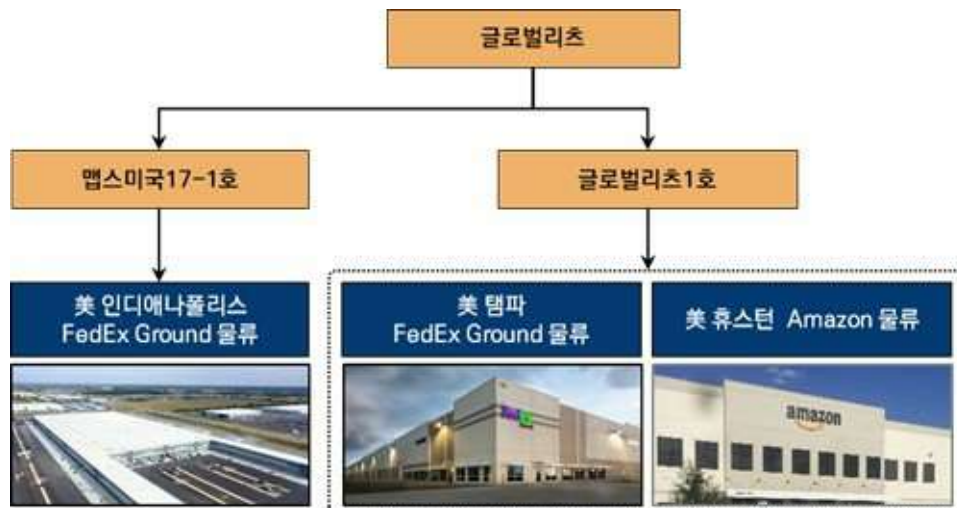 글로벌리츠
맵스미국17-1호
글로벌리츠1호
美 인디애나폴리스
FedEx Ground 물류
美 탬파
FedEx Ground 물류
美 휴스턴 Amazon 물류
amazon